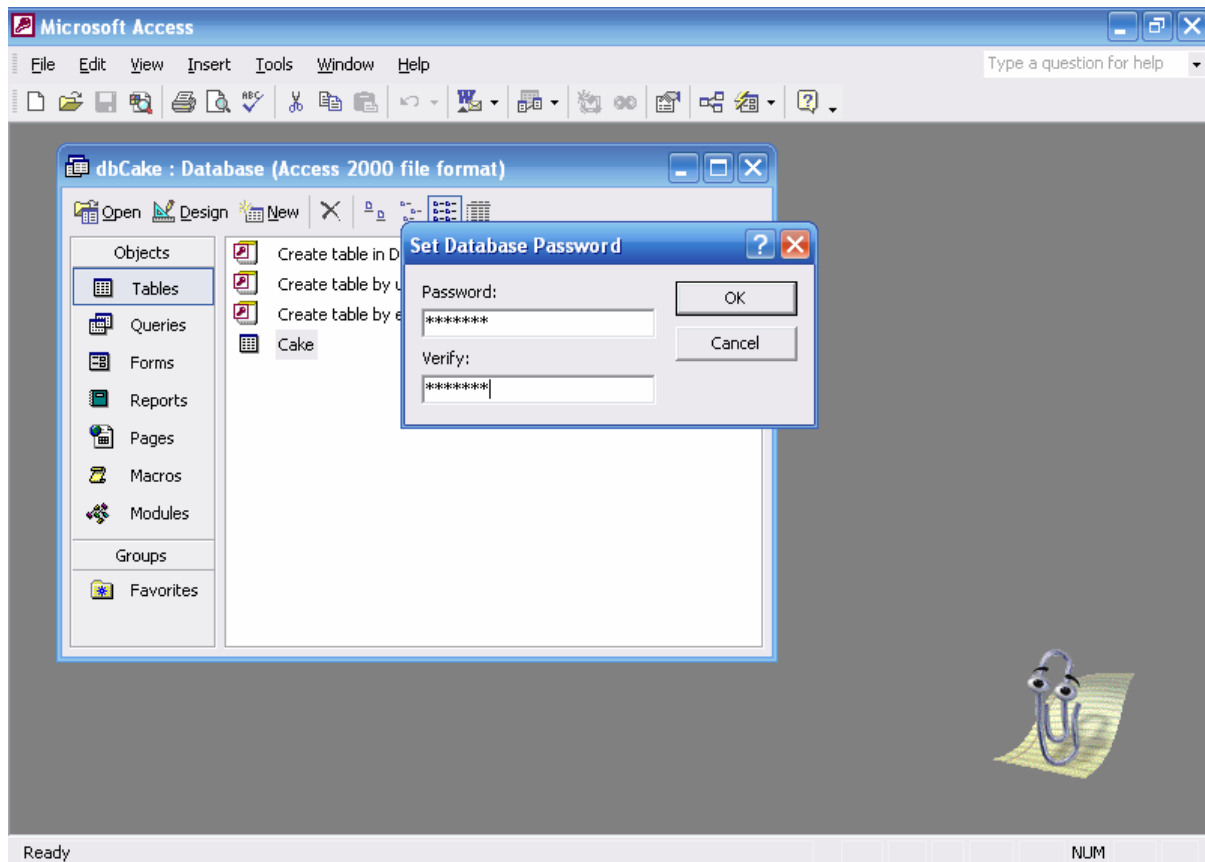 Microsoft Access
File Edit View Insert Tools Window Help
Type a question for help
dbCake : Database (Access 2000 file format)
Open Design New
Objects
Tables
Queries
Forms
Reports
Pages
Macros
Modules
Groups
Favorites
Create table in D
Create table by u
Create table by e
Cake
Set Database Password
Password:
*******
Verify:
*******
OK
Cancel
Ready
NUM